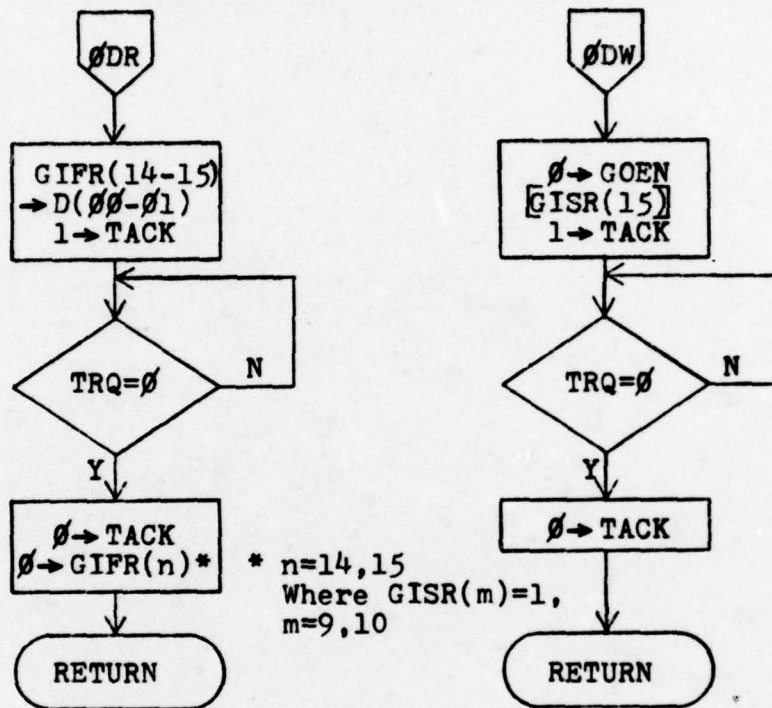 ØDR
GIFR(14-15)
→ D(ØØ-Ø1)
1→ TACK
TRQ=Ø
N
Y
Ø→ TACK
Ø→ GIFR(n)*
* n=14,15
Where GISR(m)=1,
m=9,10
RETURN
ØDW
Ø→ GOEN
[GISR(15)]
1→ TACK
TRQ=Ø
N
Y
Ø→ TACK
RETURN